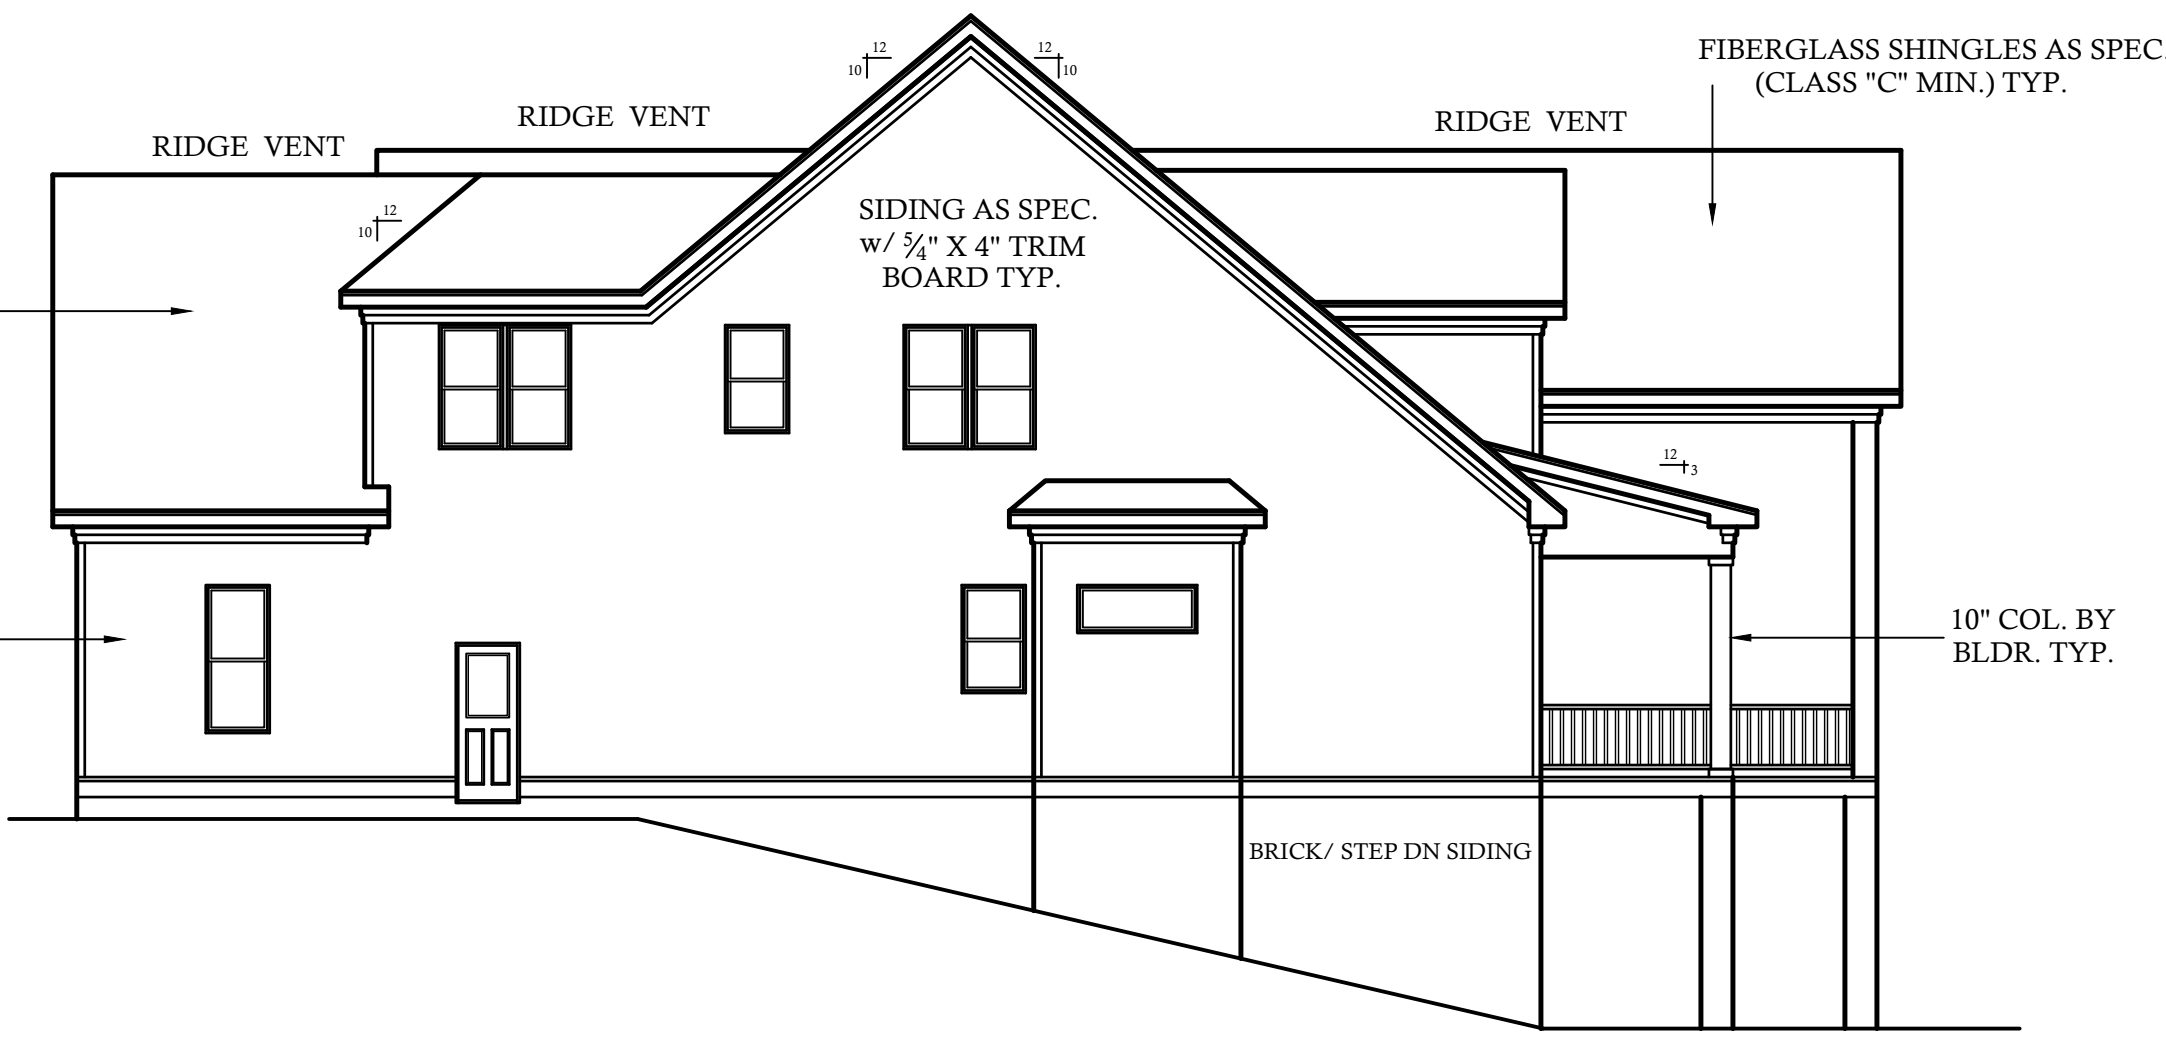 12
10
12
10
FIBERGLASS SHINGLES AS SPEC.
(CLASS "C" MIN.) TYP.
RIDGE VENT
RIDGE VENT
RIDGE VENT
12
10
SIDING AS SPEC.
w/ 5⁄4" X 4" TRIM
BOARD TYP.
12
3
10" COL. BY
BLDR. TYP.
BRICK/ STEP DN SIDING